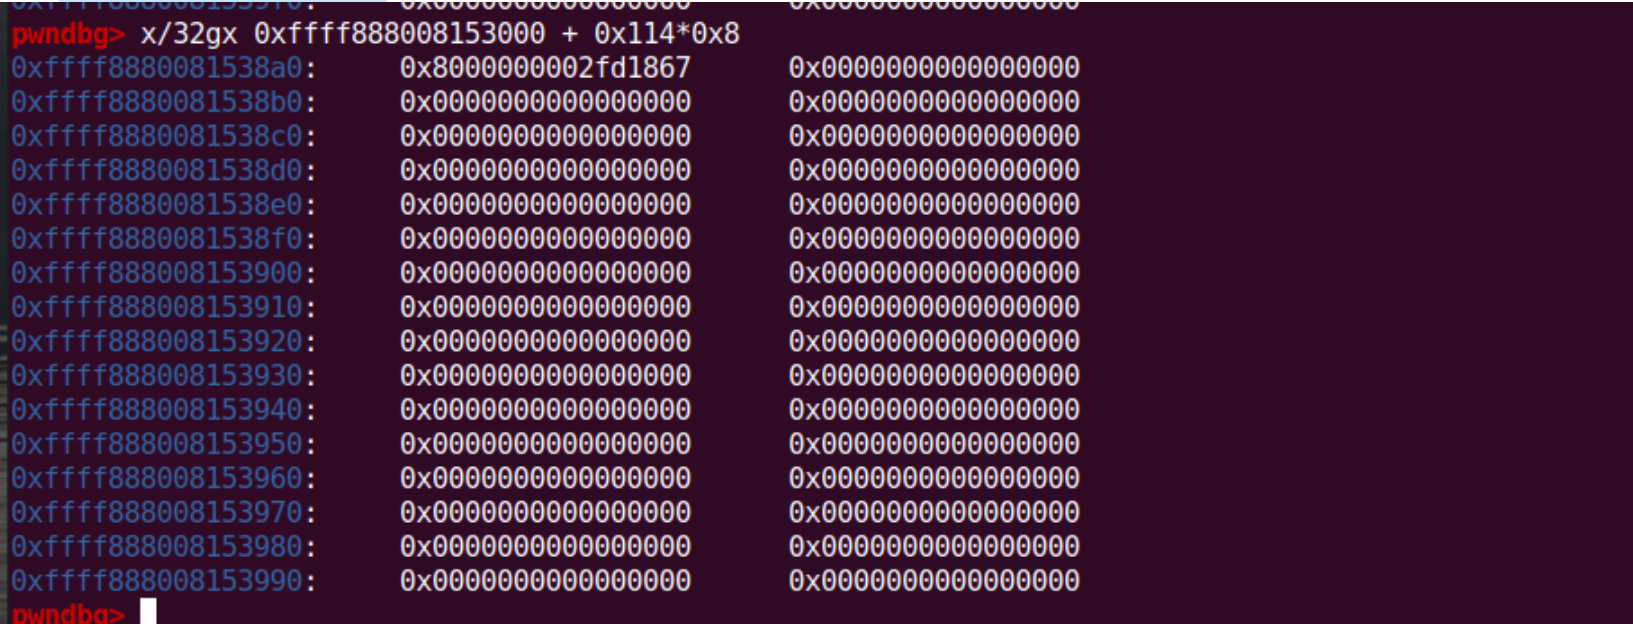 pwndbg> x/32gx 0xffff888008153000 + 0x114*0x8
0xffff8880081538a0: 0x8000000002fd1867 0x0000000000000000
0xffff8880081538b0: 0x0000000000000000 0x0000000000000000
0xffff8880081538c0: 0x0000000000000000 0x0000000000000000
0xffff8880081538d0: 0x0000000000000000 0x0000000000000000
0xffff8880081538e0: 0x0000000000000000 0x0000000000000000
0xffff8880081538f0: 0x0000000000000000 0x0000000000000000
0xffff888008153900: 0x0000000000000000 0x0000000000000000
0xffff888008153910: 0x0000000000000000 0x0000000000000000
0xffff888008153920: 0x0000000000000000 0x0000000000000000
0xffff888008153930: 0x0000000000000000 0x0000000000000000
0xffff888008153940: 0x0000000000000000 0x0000000000000000
0xffff888008153950: 0x0000000000000000 0x0000000000000000
0xffff888008153960: 0x0000000000000000 0x0000000000000000
0xffff888008153970: 0x0000000000000000 0x0000000000000000
0xffff888008153980: 0x0000000000000000 0x0000000000000000
0xffff888008153990: 0x0000000000000000 0x0000000000000000
pwndbg>